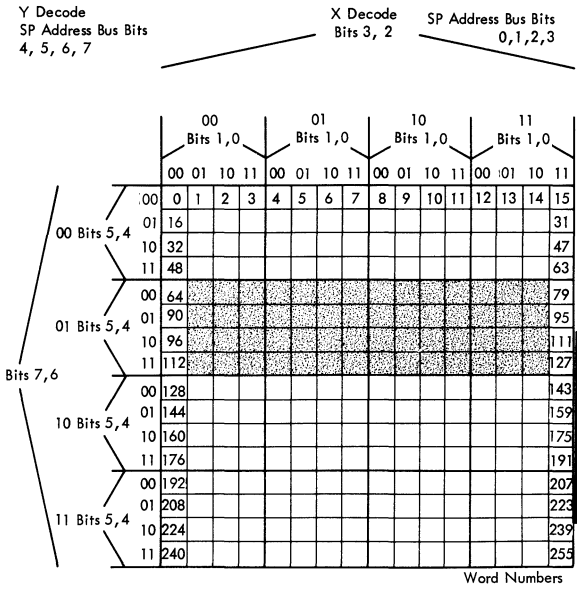 Y Decode
SP Address Bus Bits
4, 5, 6, 7
X Decode
Bits 3, 2
SP Address Bus Bits
0,1,2,3
00 01 10 11
Bits 1,0 Bits 1,0 Bits 1,0 Bits 1,0
00 01 10 11 00 01 10 11 00 01 10 11 00 01 10 11
00 0 1 2 3 4 5 6 7 8 9 10 11 12 13 14 15
01 16 31
00 Bits 5,4
10 32 47
11 48 63
00 64 79
01 90 95
01 Bits 5,4
10 96 111
11 112 127
Bits 7,6
00 128 143
01 144 159
10 Bits 5,4
10 160 175
11 176 191
00 192 207
01 208 223
11 Bits 5,4
10 224 239
11 240 255
Word Numbers